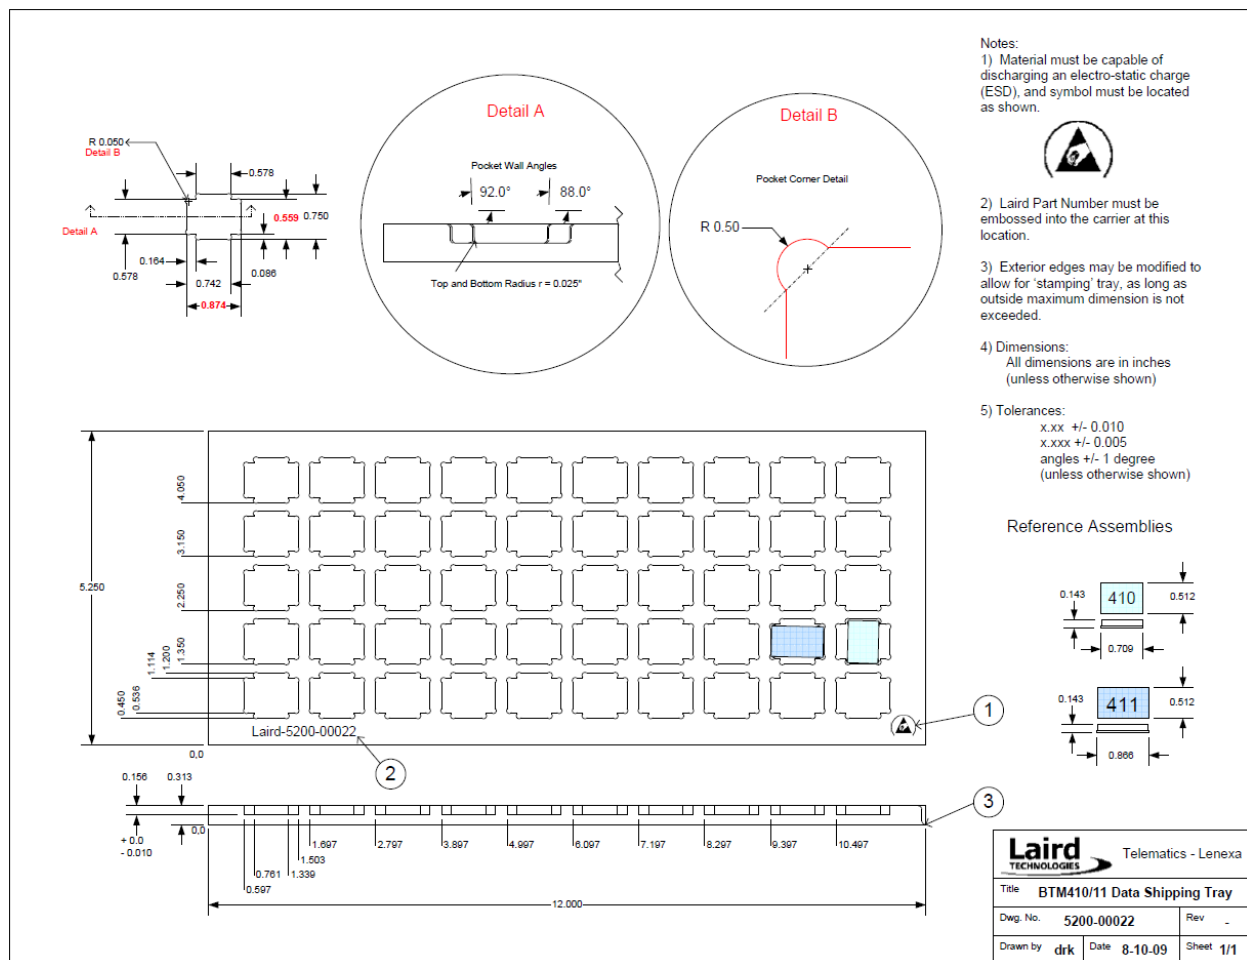 Notes:
1) Material must be capable of
discharging an electro-static charge
(ESD), and symbol must be located
as shown.
2) Laird Part Number must be
embossed into the carrier at this
location.
3) Exterior edges may be modified to
allow for 'stamping' tray, as long as
outside maximum dimension is not
exceeded.
4) Dimensions:
All dimensions are in inches
(unless otherwise shown)
5) Tolerances:
x.xx +/- 0.010
x.xxx +/- 0.005
angles +/- 1 degree
(unless otherwise shown)
R 0.050
Detail B
0.578
0.559 0.750
Detail A
0.578
0.164
0.086
0.742
0.874
Detail A
Pocket Wall Angles
92.0° 88.0°
Top and Bottom Radius r = 0.025"
Detail B
Pocket Corner Detail
R 0.50
5.250
4.050
3.150
2.250
1.350
1.200
1.114
0.536
0.450
0,0
Laird-5200-00022
1
2
Reference Assemblies
0.143
410
0.512
0.709
0.143
411
0.512
0.866
0.156 0.313
0,0
+ 0.0
- 0.010
3
1.697 2.797 3.897 4.997 6.097 7.197 8.297 9.397 10.497
1.503
0.761 1.339
0.597
12.000
Laird
TECHNOLOGIES
Telematics - Lenexa
Title BTM410/11 Data Shipping Tray
Dwg. No. 5200-00022 Rev -
Drawn by drk Date 8-10-09 Sheet 1/1